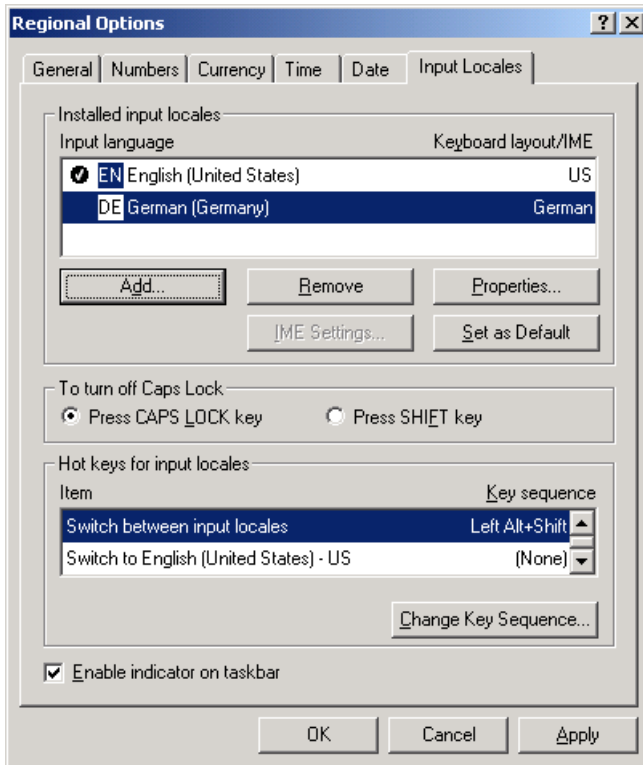 Regional Options
General Numbers Currency Time Date Input Locales
Installed input locales
Input language Keyboard layout/IME
EN English (United States) US
DE German (Germany) German
Add... Remove Properties...
IME Settings... Set as Default
To turn off Caps Lock
Press CAPS LOCK key Press SHIFT key
Hot keys for input locales
Item Key sequence
Switch between input locales Left Alt+Shift
Switch to English (United States) - US (None)
Change Key Sequence...
Enable indicator on taskbar
OK Cancel Apply